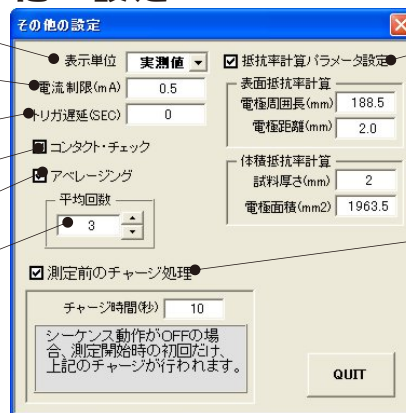 その他の設定
表示単位 実測値
電流制限(mA) 0.5
トリガ遅延(SEC) 0
コンタクト・チェック
アベレージング
平均回数
3
測定前のチャージ処理
チャージ時間(秒) 10
シーケンス動作がOFFの場
合、測定開始時の初回だけ、
上記のチャージが行われます。
抵抗率計算パラメータ設定
表面抵抗率計算
電極周囲長(mm) 188.5
電極距離(mm) 2.0
体積抵抗率計算
試料厚さ(mm) 2
電極面積(mm2) 1963.5
QUIT